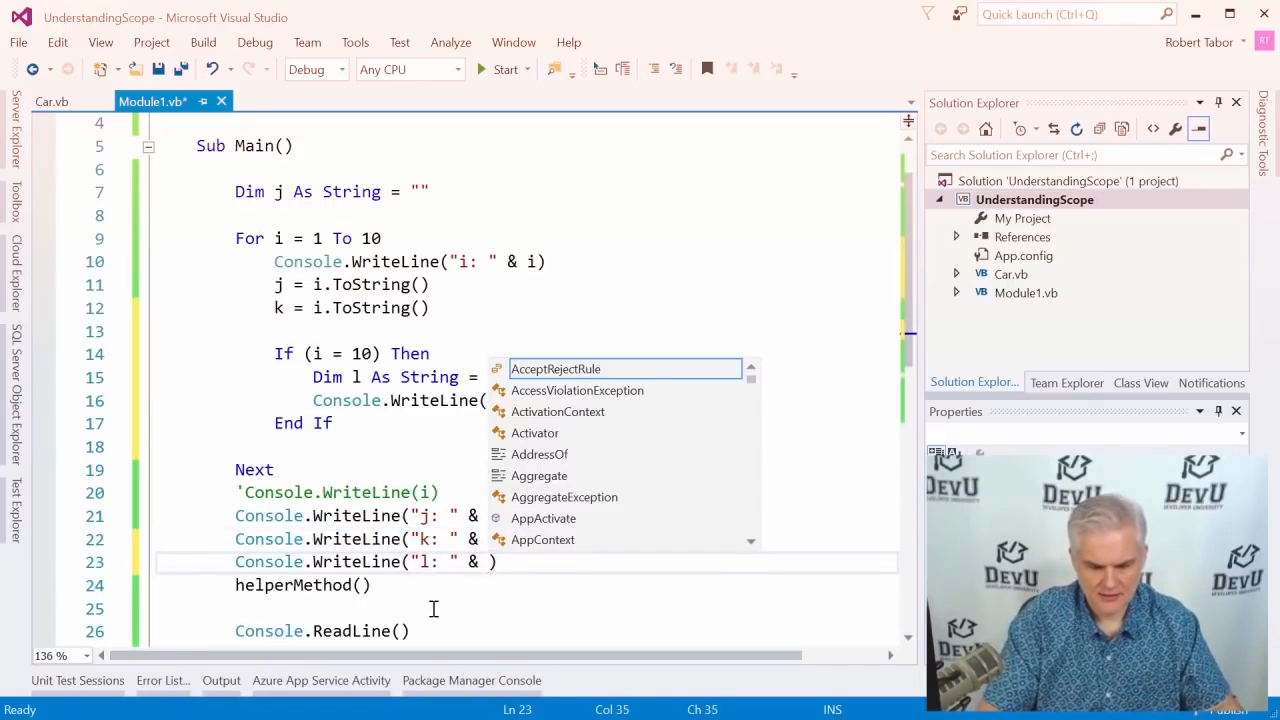 UnderstandingScope - Microsoft Visual Studio
Quick Launch (Ctrl+Q)
File Edit View Project Build Debug Team Tools Test Analyze Window Help
Robert Tabor RT
Debug Any CPU Start
Car.vb Module1.vb*
Server Explorer
Toolbox
Cloud Explorer
SQL Server Object Explorer
Test Explorer
4
5 Sub Main()
6
7 Dim j As String = ""
8
9 For i = 1 To 10
10 Console.WriteLine("i: " & i)
11 j = i.ToString()
12 k = i.ToString()
13
14 If (i = 10) Then
15 Dim l As String =
16 Console.WriteLine(
17 End If
18
19 Next
20 'Console.WriteLine(i)
21 Console.WriteLine("j: " &
22 Console.WriteLine("k: " &
23 Console.WriteLine("l: " & )
24 helperMethod()
25
26 Console.ReadLine()
AcceptRejectRule
AccessViolationException
ActivationContext
Activator
AddressOf
Aggregate
AggregateException
AppActivate
AppContext
136 %
Solution Explorer
Search Solution Explorer (Ctrl+;)
Solution 'UnderstandingScope' (1 project)
VB UnderstandingScope
My Project
References
App.config
VB Car.vb
VB Module1.vb
Solution Explor... Team Explorer Class View Notifications
Properties
Diagnostic Tools
DEVU
DEVU
DEVU
DEVU
DEVU
Unit Test Sessions Error List... Output Azure App Service Activity Package Manager Console
Ready Ln 23 Col 35 Ch 35 INS